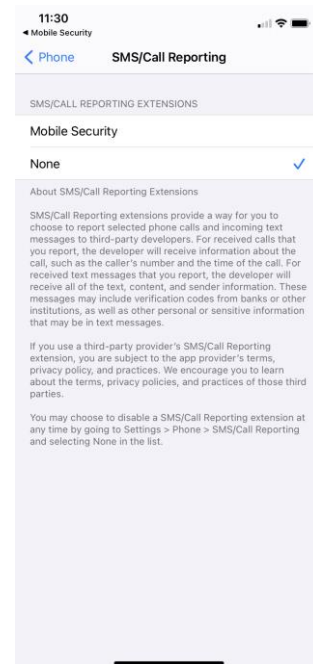 11:30
◀ Mobile Security
Phone
SMS/Call Reporting
SMS/CALL REPORTING EXTENSIONS
Mobile Security
None
About SMS/Call Reporting Extensions
SMS/Call Reporting extensions provide a way for you to
choose to report selected phone calls and incoming text
messages to third-party developers. For received calls that
you report, the developer will receive information about the
call, such as the caller's number and the time of the call. For
received text messages that you report, the developer will
receive all of the text, content, and sender information. These
messages may include verification codes from banks or other
institutions, as well as other personal or sensitive information
that may be in text messages.
If you use a third-party provider's SMS/Call Reporting
extension, you are subject to the app provider's terms,
privacy policy, and practices. We encourage you to learn
about the terms, privacy policies, and practices of those third
parties.
You may choose to disable a SMS/Call Reporting extension at
any time by going to Settings > Phone > SMS/Call Reporting
and selecting None in the list.